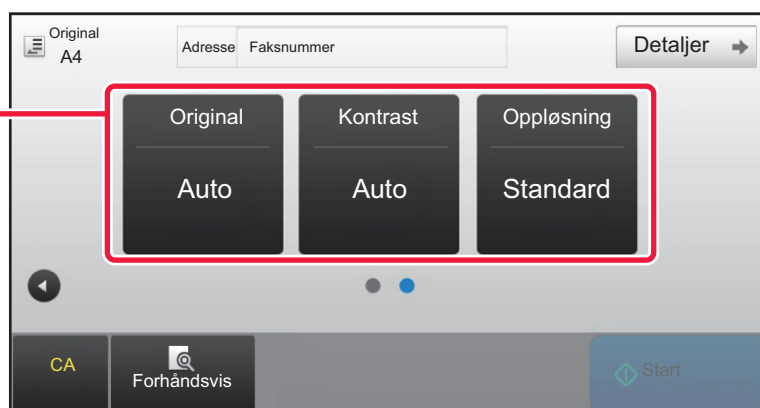 Original
A4
Adresse Faksnummer
Detaljer
Original Kontrast Oppløsning
Auto Auto Standard
CA
Forhåndsvis
Start